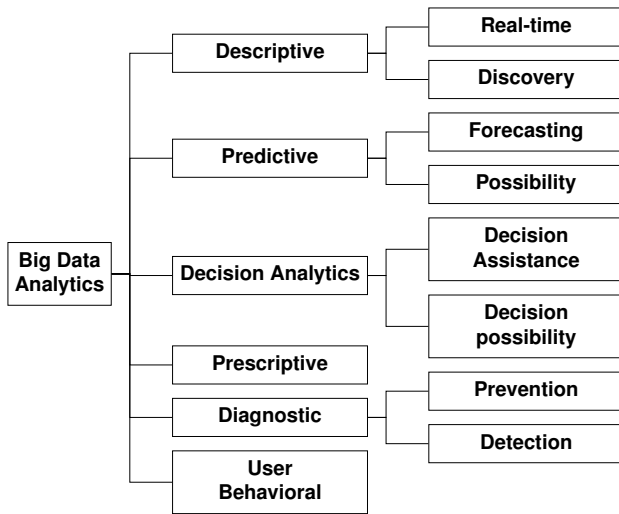 Big Data
Analytics
Descriptive
Real-time
Discovery
Predictive
Forecasting
Possibility
Decision Analytics
Decision
Assistance
Decision
possibility
Prescriptive
Diagnostic
Prevention
Detection
User
Behavioral